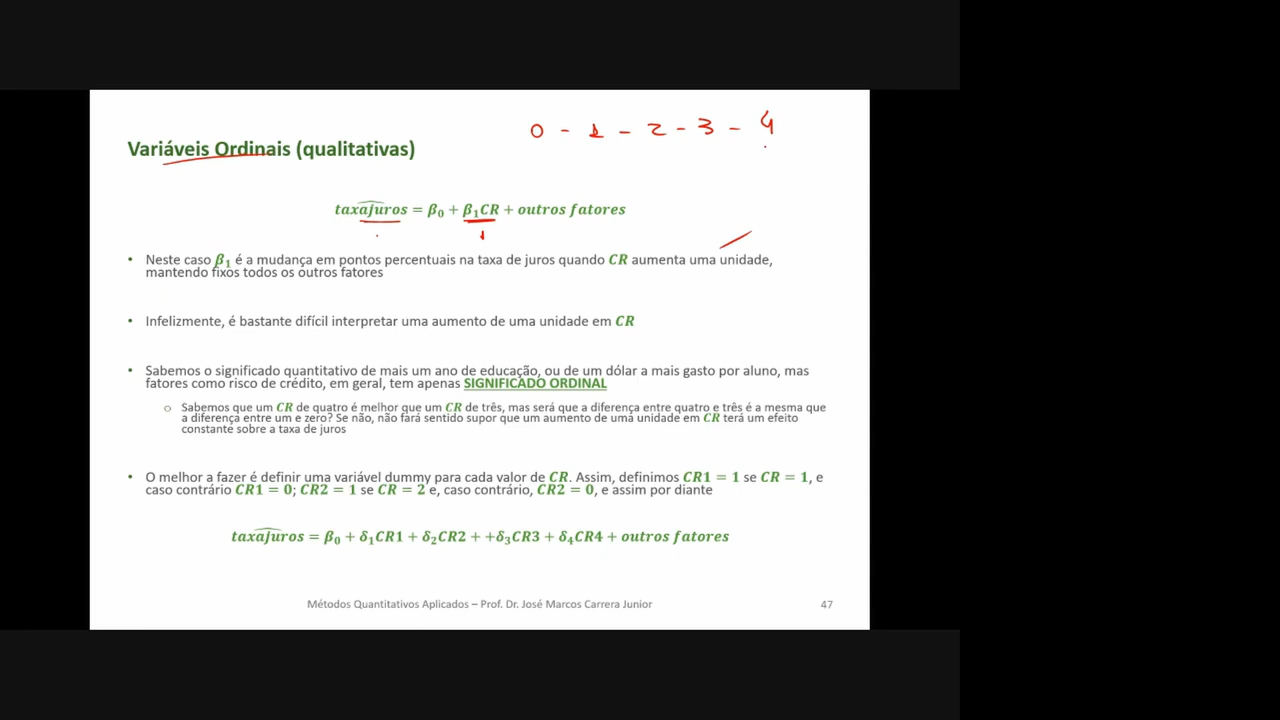 0 - 1 - 2 - 3 - 4
Variáveis Ordinais (qualitativas)
taxajuros = β₀ + β₁CR + outros fatores
• Neste caso β₁ é a mudança em pontos percentuais na taxa de juros quando CR aumenta uma unidade,
mantendo fixos todos os outros fatores
• Infelizmente, é bastante difícil interpretar uma aumento de uma unidade em CR
• Sabemos o significado quantitativo de mais um ano de educação, ou de um dólar a mais gasto por aluno, mas
fatores como risco de crédito, em geral, tem apenas SIGNIFICADO ORDINAL
o Sabemos que um CR de quatro é melhor que um CR de três, mas será que a diferença entre quatro e três é a mesma que
a diferença entre um e zero? Se não, não fará sentido supor que um aumento de uma unidade em CR terá um efeito
constante sobre a taxa de juros
• O melhor a fazer é definir uma variável dummy para cada valor de CR. Assim, definimos CR1 = 1 se CR = 1, e
caso contrário CR1 = 0; CR2 = 1 se CR = 2 e, caso contrário, CR2 = 0, e assim por diante
taxajuros = β₀ + δ₁CR1 + δ₂CR2 + +δ₃CR3 + δ₄CR4 + outros fatores
Métodos Quantitativos Aplicados – Prof. Dr. José Marcos Carrera Junior
47